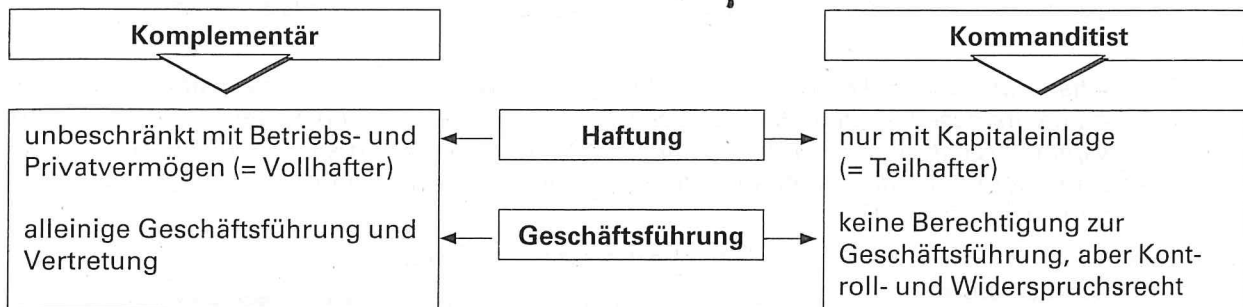 Komplementär
Kommanditist
unbeschränkt mit Betriebs- und
Privatvermögen (= Vollhafter)
Haftung
nur mit Kapitaleinlage
(= Teilhafter)
alleinige Geschäftsführung und
Vertretung
Geschäftsführung
keine Berechtigung zur
Geschäftsführung, aber Kont-
roll- und Widerspruchsrecht